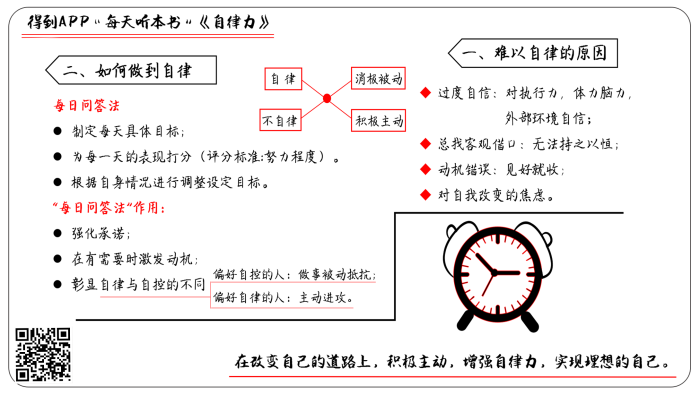 得到APP“每天听本书“《自律力》
一、难以自律的原因
过度自信：对执行力，体力脑力，
外部环境自信；
总找客观借口：无法持之以恒；
动机错误：见好就收；
对自我改变的焦虑。
二、如何做到自律
每日问答法
制定每天具体目标；
为每一天的表现打分（评分标准:努力程度）。
根据自身情况进行调整设定目标。
“每日问答法“作用：
强化承诺；
在有需要时激发动机；
彰显自律与自控的不同
偏好自控的人：做事被动抵抗；
偏好自律的人：主动进攻。
自律
消极被动
不自律
积极主动
在改变自己的道路上，积极主动，增强自律力，实现理想的自己。